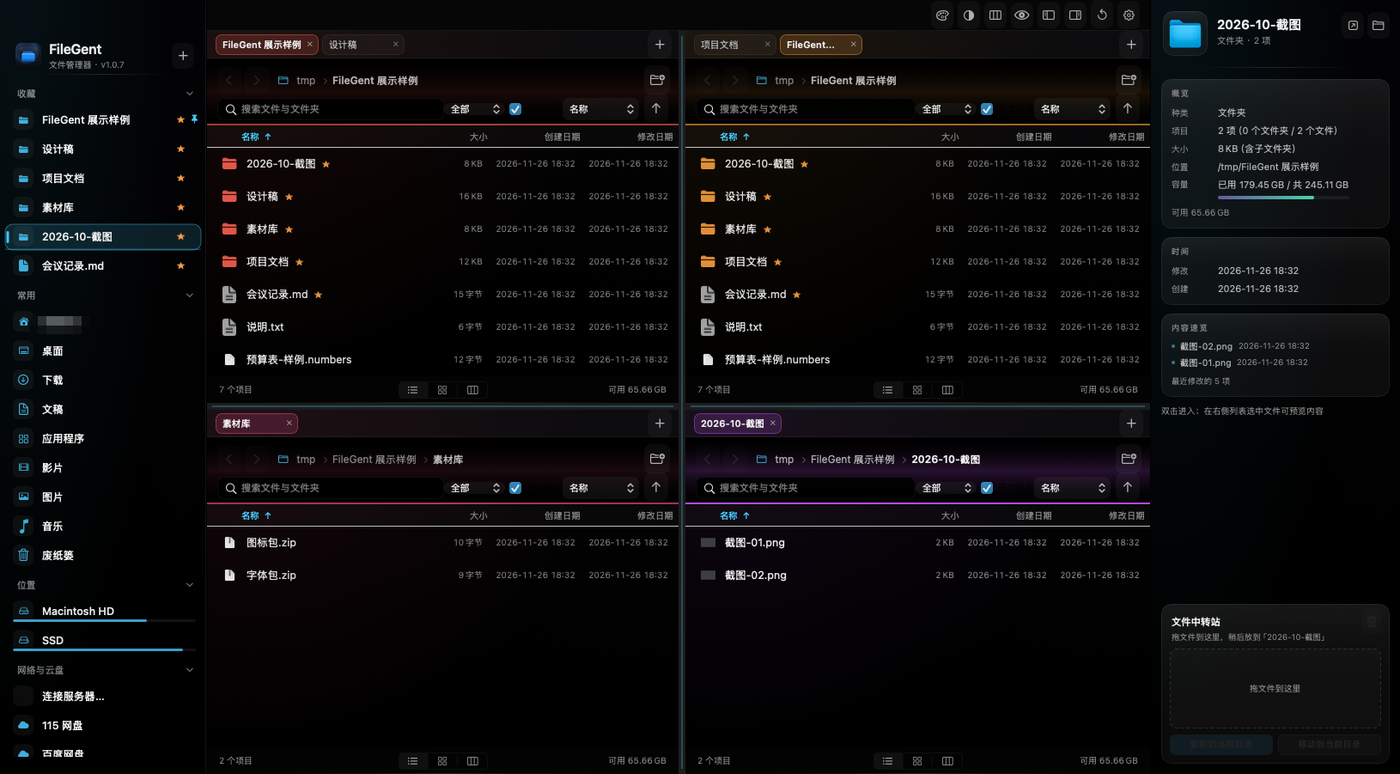 FileGent
文件管理器 · v1.0.7
收藏
FileGent 展示样例
设计稿
项目文档
素材库
2026-10-截图
会议记录.md
常用
桌面
下载
文稿
应用程序
影片
图片
音乐
废纸篓
位置
Macintosh HD
SSD
网络与云盘
连接服务器...
115 网盘
百度网盘
FileGent 展示样例 × 设计稿 ×
tmp › FileGent 展示样例
搜索文件与文件夹 全部 名称
名称 ↑ 大小 创建日期 修改日期
2026-10-截图 8 KB 2026-11-26 18:32 2026-11-26 18:32
设计稿 16 KB 2026-11-26 18:32 2026-11-26 18:32
素材库 8 KB 2026-11-26 18:32 2026-11-26 18:32
项目文档 12 KB 2026-11-26 18:32 2026-11-26 18:32
会议记录.md 15 字节 2026-11-26 18:32 2026-11-26 18:32
说明.txt 6 字节 2026-11-26 18:32 2026-11-26 18:32
预算表-样例.numbers 12 字节 2026-11-26 18:32 2026-11-26 18:32
7 个项目 可用 65.66 GB
项目文档 × FileGent... ×
tmp › FileGent 展示样例
搜索文件与文件夹 全部 名称
名称 ↑ 大小 创建日期 修改日期
2026-10-截图 8 KB 2026-11-26 18:32 2026-11-26 18:32
设计稿 16 KB 2026-11-26 18:32 2026-11-26 18:32
素材库 8 KB 2026-11-26 18:32 2026-11-26 18:32
项目文档 12 KB 2026-11-26 18:32 2026-11-26 18:32
会议记录.md 15 字节 2026-11-26 18:32 2026-11-26 18:32
说明.txt 6 字节 2026-11-26 18:32 2026-11-26 18:32
预算表-样例.numbers 12 字节 2026-11-26 18:32 2026-11-26 18:32
7 个项目 可用 65.66 GB
素材库 ×
tmp › FileGent 展示样例 › 素材库
搜索文件与文件夹 全部 名称
名称 ↑ 大小 创建日期 修改日期
图标包.zip 10 字节 2026-11-26 18:32 2026-11-26 18:32
字体包.zip 9 字节 2026-11-26 18:32 2026-11-26 18:32
2 个项目 可用 65.66 GB
2026-10-截图 ×
tmp › FileGent 展示样例 › 2026-10-截图
搜索文件与文件夹 全部 名称
名称 ↑ 大小 创建日期 修改日期
截图-01.png 2 KB 2026-11-26 18:32 2026-11-26 18:32
截图-02.png 2 KB 2026-11-26 18:32 2026-11-26 18:32
2 个项目 可用 65.66 GB
2026-10-截图
文件夹 · 2 项
概览
种类 文件夹
项目 2 项 (0 个文件夹 / 2 个文件)
大小 8 KB (含子文件夹)
位置 /tmp/FileGent 展示样例
容量 已用 179.45 GB / 共 245.11 GB
可用 65.66 GB
时间
修改 2026-11-26 18:32
创建 2026-11-26 18:32
内容速览
截图-02.png 2026-11-26 18:32
截图-01.png 2026-11-26 18:32
最近修改的 5 项
双击进入；在右侧列表选中文件可预览内容
文件中转站
拖文件到这里，稍后放到「2026-10-截图」
拖文件到这里
复制到当前目录 移动到当前目录